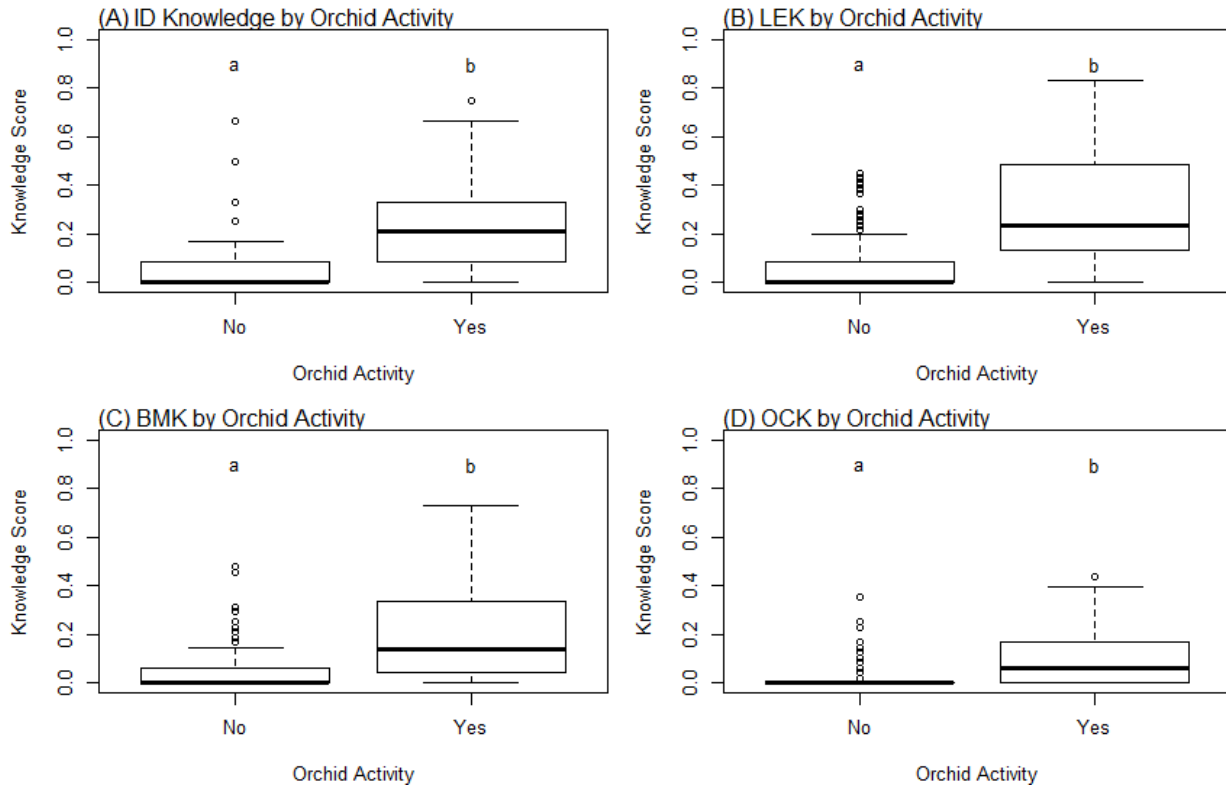 (A) ID Knowledge by Orchid Activity
Knowledge Score
0.0 0.2 0.4 0.6 0.8 1.0
a b
No Yes
Orchid Activity
(B) LEK by Orchid Activity
Knowledge Score
0.0 0.2 0.4 0.6 0.8 1.0
a b
No Yes
Orchid Activity
(C) BMK by Orchid Activity
Knowledge Score
0.0 0.2 0.4 0.6 0.8 1.0
a b
No Yes
Orchid Activity
(D) OCK by Orchid Activity
Knowledge Score
0.0 0.2 0.4 0.6 0.8 1.0
a b
No Yes
Orchid Activity